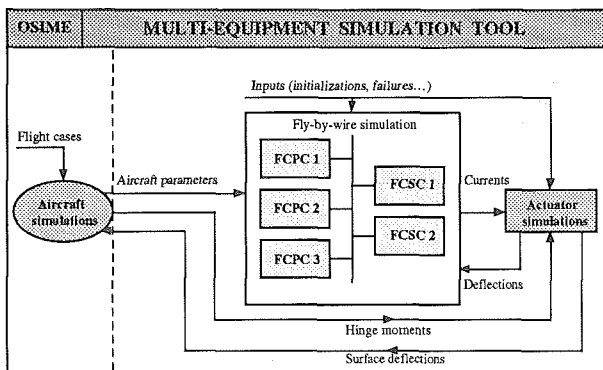 OSIME
MULTI-EQUIPMENT SIMULATION TOOL
Inputs (initializations, failures...)
Flight cases
Fly-by-wire simulation
FCPC 1
FCSC 1
Aircraft parameters
Currents
Aircraft
simulations
FCPC 2
Actuator
simulations
FCSC 2
FCPC 3
Deflections
Hinge moments
Surface deflections